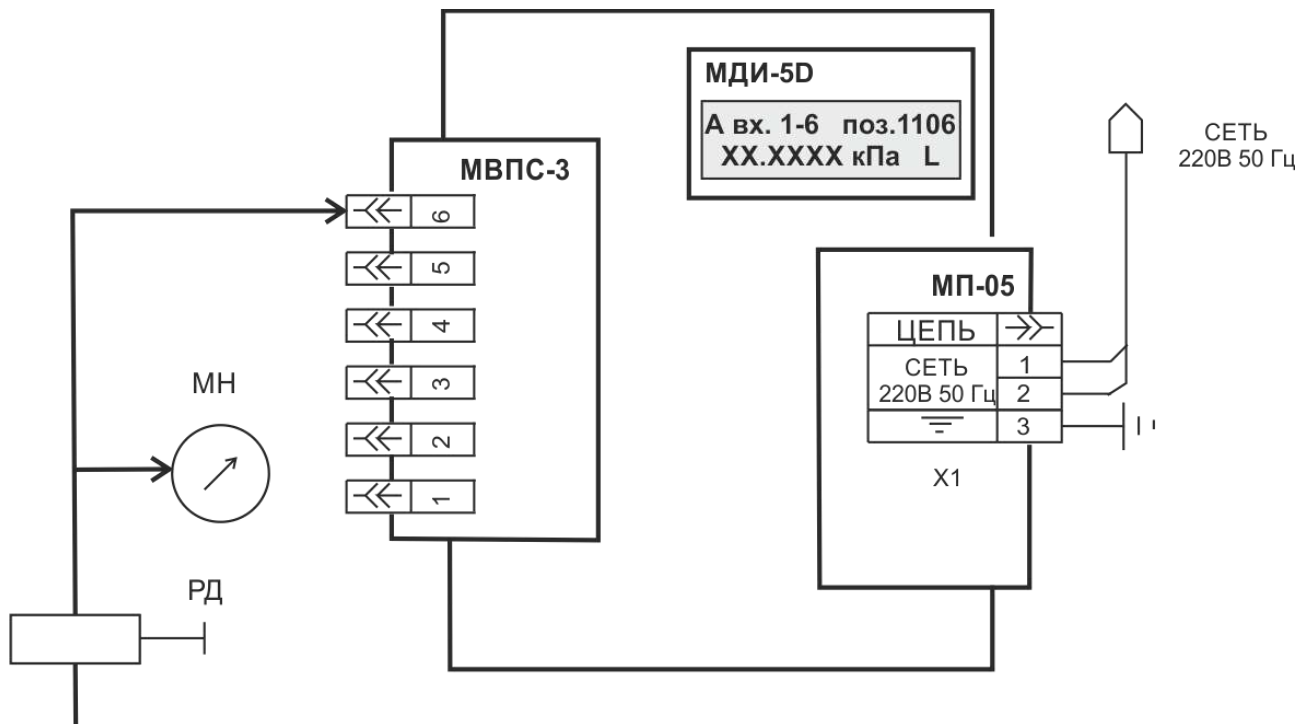 МДИ-5D
А вх. 1-6 поз.1106
XX.XXXX кПа L
СЕТЬ
220В 50 Гц
МВПС-3
6
5
4
3
2
1
МН
РД
МП-05
ЦЕПЬ
СЕТЬ
220В 50 Гц
1
2
3
X1